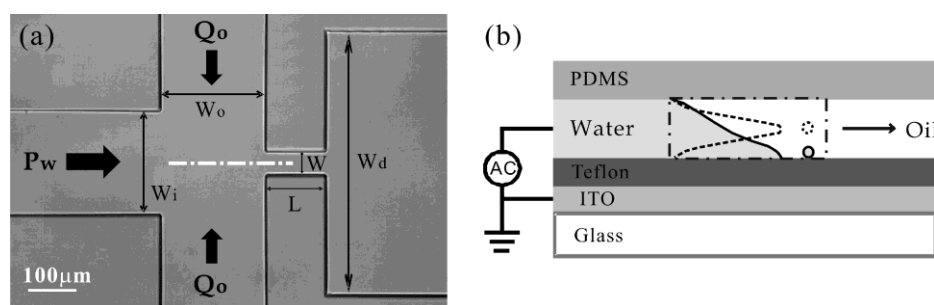 (a)
Qo
Wo
Pw
Wi
W
Wd
L
100μm
Qo
(b)
PDMS
Water
Oil
AC
Teflon
ITO
Glass